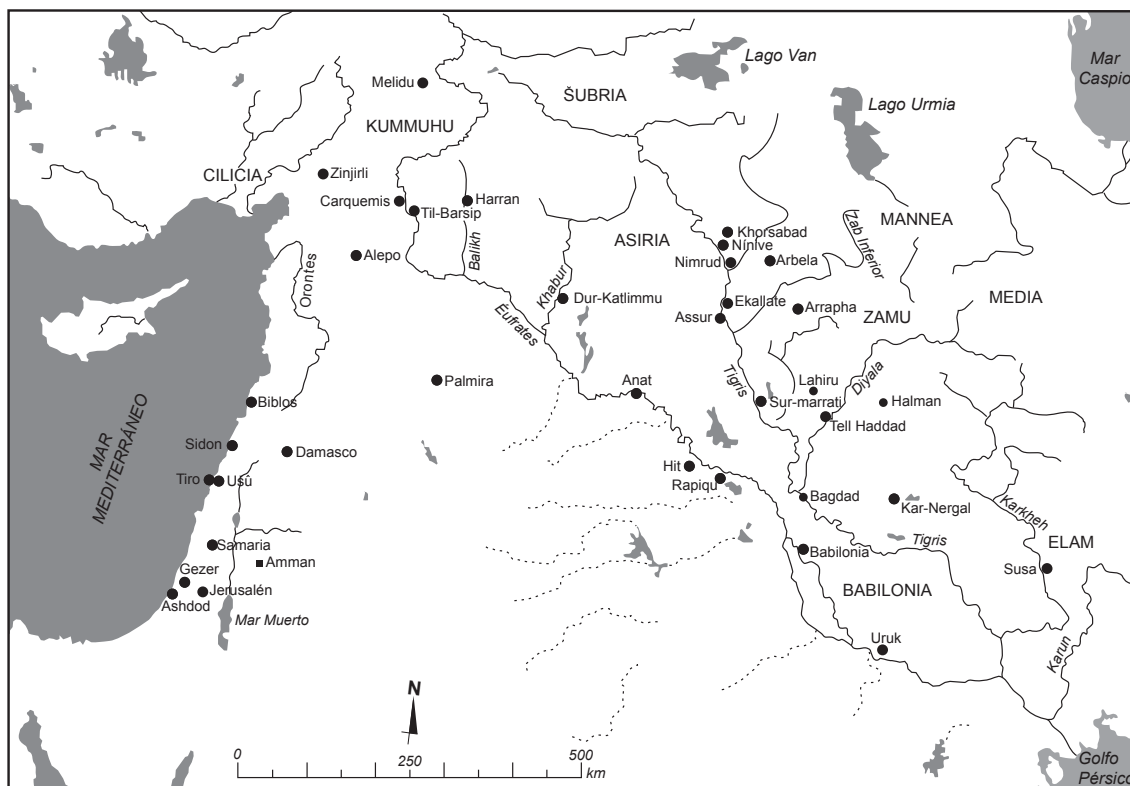 Lago Van
Mar
Caspio
Melidu
ŠUBRIA
Lago Urmia
KUMMUHU
Zinjirli
CILICIA
Carquemis
Harran
Til-Barsip
MANNEA
Khorsabad
ASIRIA
Nínive
Zab Inferior
Nimrud
Arbela
Alepo
Balikh
Orontes
Khabur
Dur-Katlimmu
Ekallate
MEDIA
Arrapha
Assur
ZAMU
Éufrates
Palmira
Anat
Tigris
Lahiru
Diyala
Biblos
Sur-marrati
Halman
Tell Haddad
MAR
MEDITERRÁNEO
Sidon
Damasco
Tiro
Usû
Hit
Rapiqu
Bagdad
Kar-Nergal
Karkheh
Tigris
ELAM
Samaria
Amman
Babilonia
Susa
Gezer
Jerusalén
BABILONIA
Ashdod
Mar Muerto
Uruk
Karun
N
0
250
500
km
Golfo
Pérsico